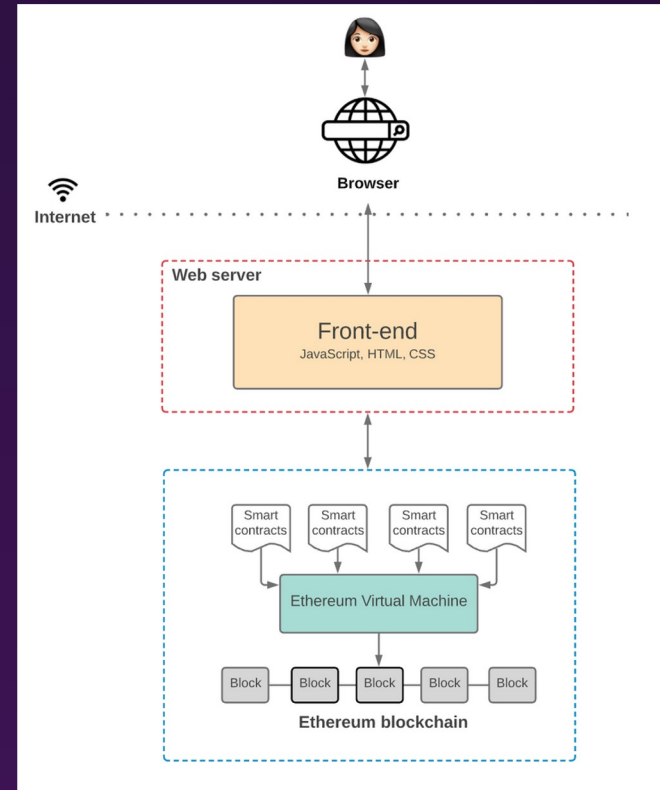 Browser
Internet
Web server
Front-end
JavaScript, HTML, CSS
Smart
contracts
Smart
contracts
Smart
contracts
Smart
contracts
Ethereum Virtual Machine
Block
Block
Block
Block
Block
Ethereum blockchain